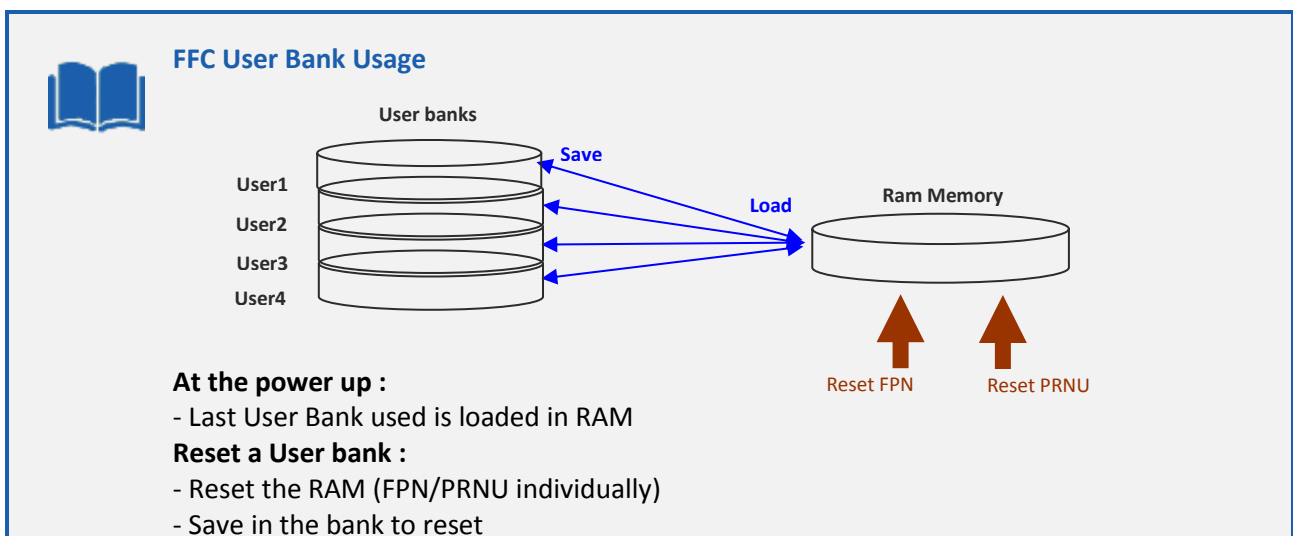 FFC User Bank Usage
User banks
Save
User1
Load
Ram Memory
User2
User3
User4
Reset FPN
Reset PRNU
At the power up :
- Last User Bank used is loaded in RAM
Reset a User bank :
- Reset the RAM (FPN/PRNU individually)
- Save in the bank to reset